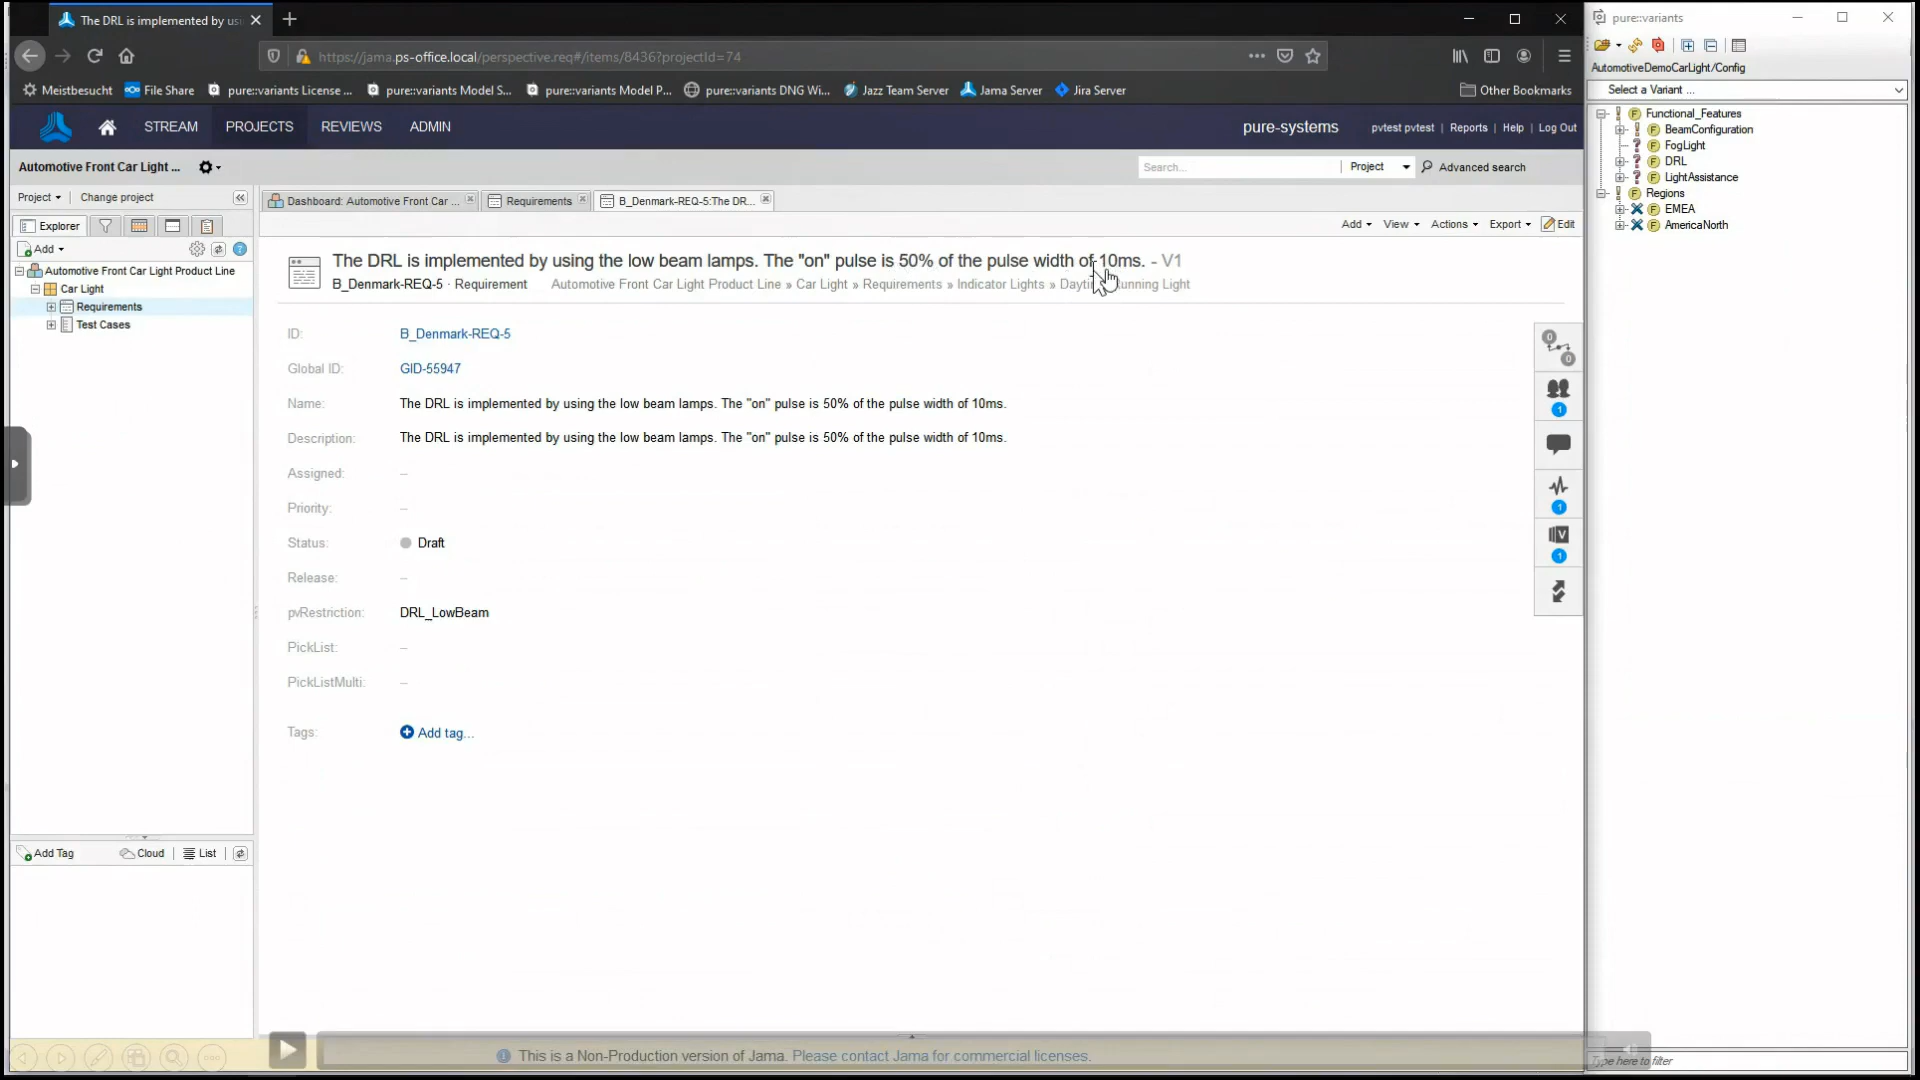 The DRL is implemented by us
https://jama.ps-office.local/perspective.req#/items/8436?projectId=74
Meistbesucht File Share pure::variants License ... pure::variants Model S... pure::variants Model P... pure::variants DNG Wi... Jazz Team Server Jama Server Jira Server Other Bookmarks
STREAM PROJECTS REVIEWS ADMIN pure-systems pvtest pvtest | Reports | Help | Log Out
Automotive Front Car Light ... Search... Project Advanced search
Project Change project Dashboard: Automotive Front Car ... Requirements B_Denmark-REQ-5:The DR...
Explorer Add View Actions Export Edit
Add
Automotive Front Car Light Product Line
Car Light
Requirements
Test Cases
The DRL is implemented by using the low beam lamps. The "on" pulse is 50% of the pulse width of 10ms. - V1
B_Denmark-REQ-5 · Requirement Automotive Front Car Light Product Line » Car Light » Requirements » Indicator Lights » Light
ID: B_Denmark-REQ-5
Global ID: GID-55947
Name: The DRL is implemented by using the low beam lamps. The "on" pulse is 50% of the pulse width of 10ms.
Description: The DRL is implemented by using the low beam lamps. The "on" pulse is 50% of the pulse width of 10ms.
Assigned: –
Priority: –
Status: Draft
Release: –
pvRestriction: DRL_LowBeam
PickList: –
PickListMulti: –
Tags: Add tag...
0
0
1
1
V
1
Add Tag Cloud | List
This is a Non-Production version of Jama. Please contact Jama for commercial licenses.
pure::variants
AutomotiveDemoCarLight/Config
Select a Variant ...
! F Functional_Features
! F BeamConfiguration
? F FogLight
? F DRL
? F LightAssistance
! F Regions
F EMEA
F AmericaNorth
Type here to filter